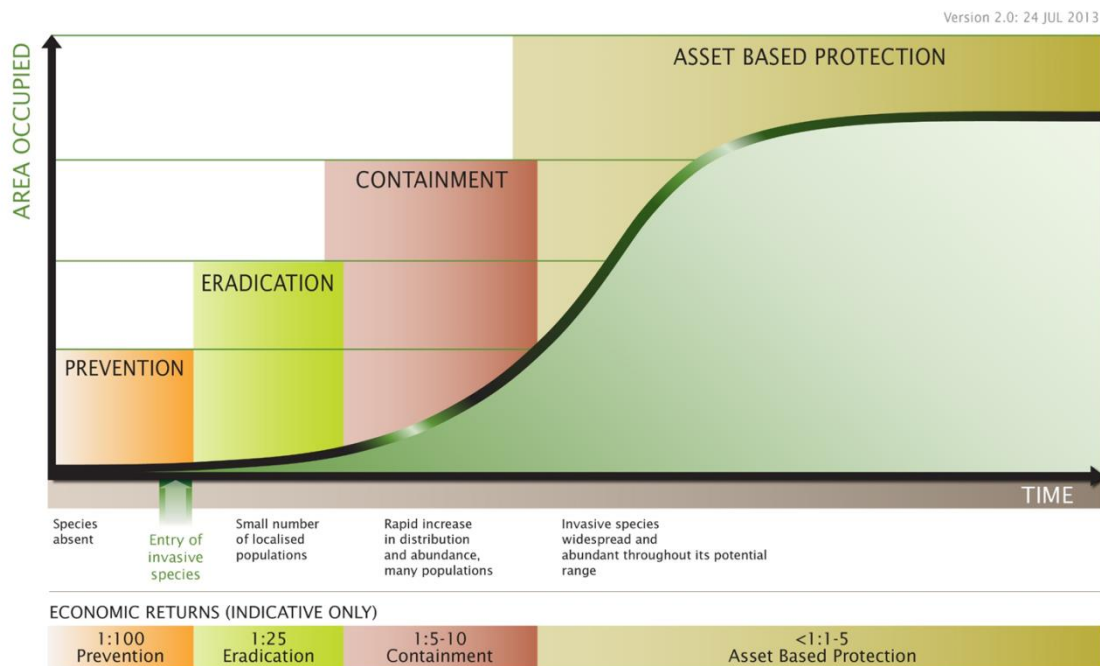 Version 2.0: 24 JUL 2013
AREA OCCUPIED
ASSET BASED PROTECTION
CONTAINMENT
ERADICATION
PREVENTION
TIME
Species
absent
Entry of
invasive
species
Small number
of localised
populations
Rapid increase
in distribution
and abundance,
many populations
Invasive species
widespread and
abundant throughout its potential
range
ECONOMIC RETURNS (INDICATIVE ONLY)
1:100
Prevention
1:25
Eradication
1:5-10
Containment
<1:1-5
Asset Based Protection